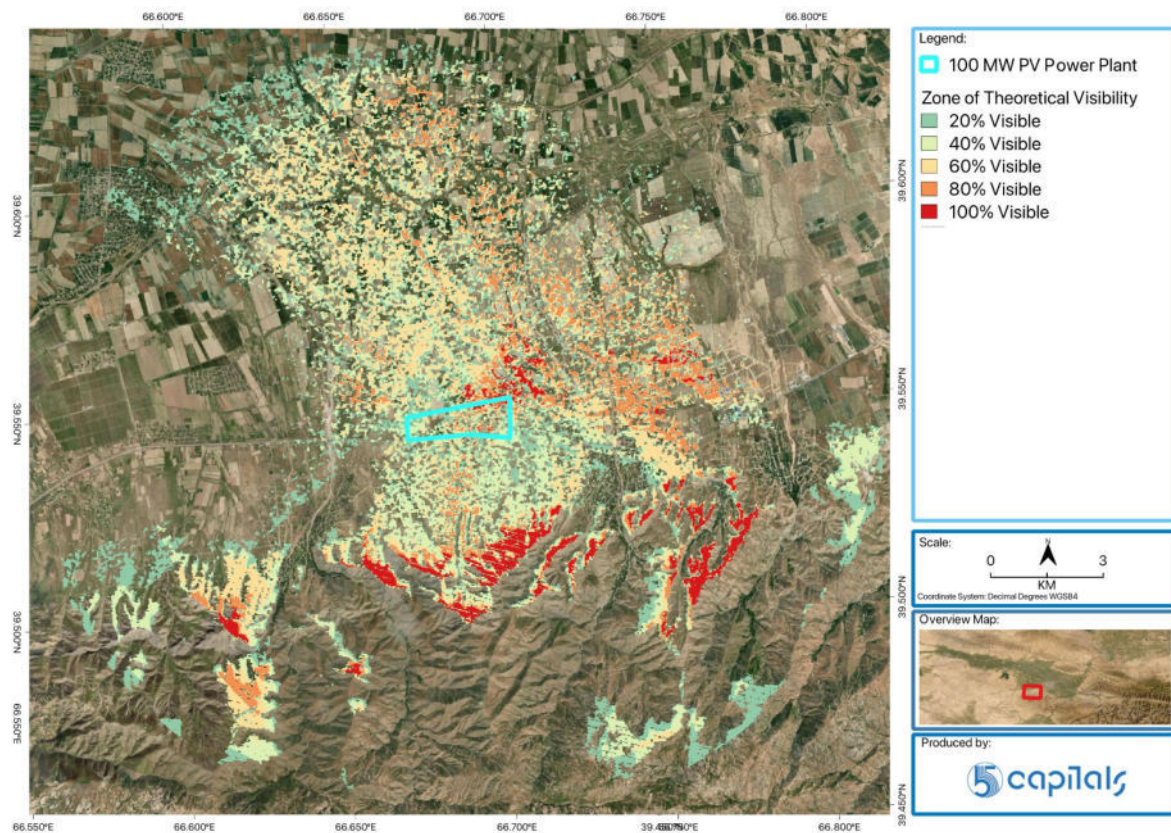 66.600°E 66.650°E 66.700°E 66.750°E 66.800°E
39.600°N
39.550°N
39.500°N
66.550°E
39.600°N
39.550°N
39.500°N
39.450°N
66.550°E 66.600°E 66.650°E 66.700°E 66.800°E
Legend:
100 MW PV Power Plant
Zone of Theoretical Visibility
20% Visible
40% Visible
60% Visible
80% Visible
100% Visible
Scale:
N
0 3
KM
Coordinate System: Decimal Degrees WGS84
Overview Map:
Produced by:
5 capitals